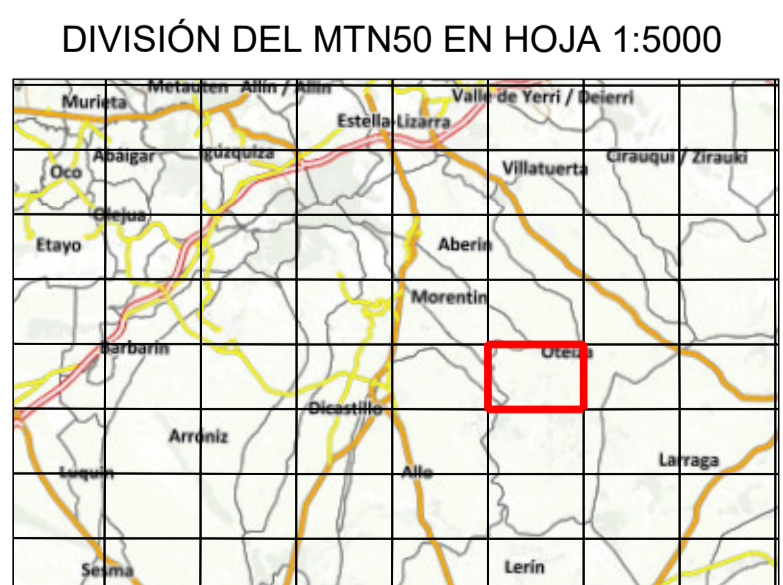 DIVISIÓN DEL MTN50 EN HOJA 1:5000
Metauten
Allín / Allin
Murieta
Valle de Yerri / Deierri
Estella-Lizarra
Abáigar
Igúzquiza
Cirauqui / Zirauki
Oco
Villatuerta
Olejua
Etayo
Aberin
Morentin
Barbarin
Oteiza
Dicastillo
Arróniz
Larraga
Luquin
Allo
Sesma
Lerín